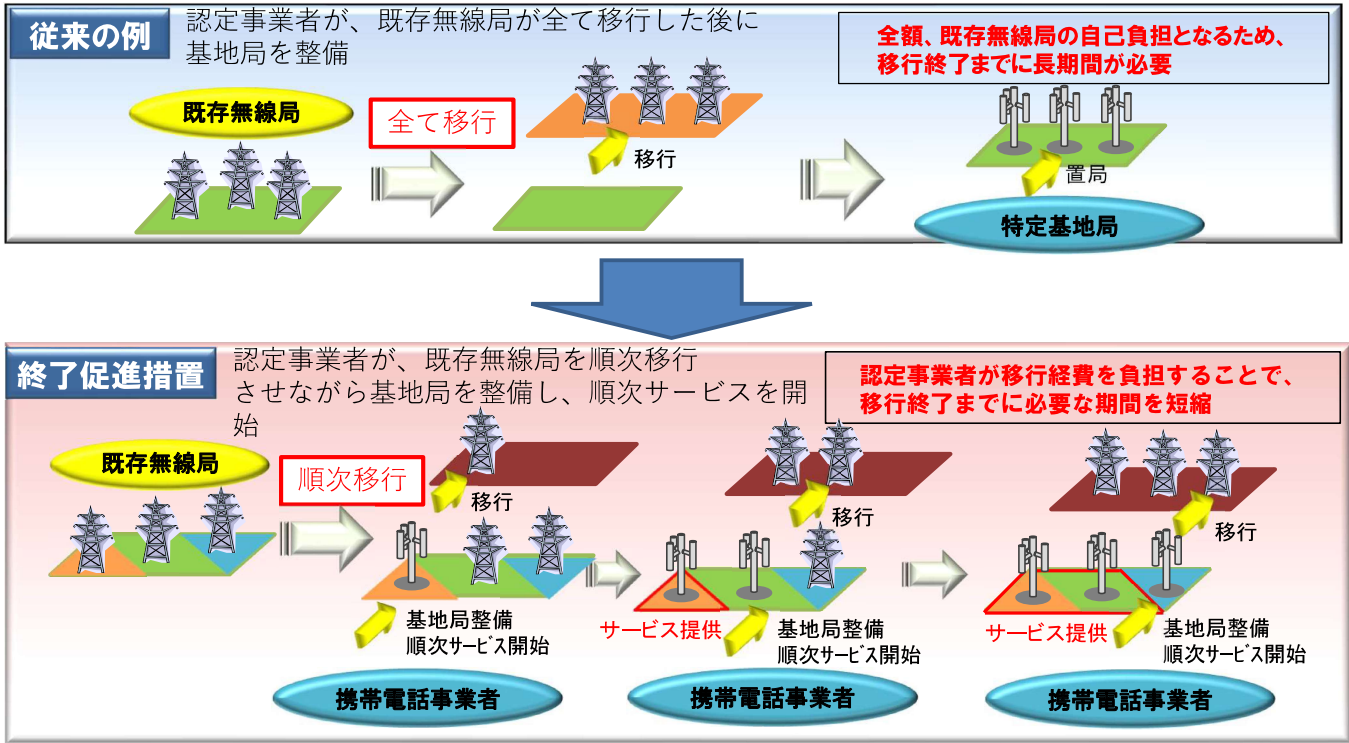 従来の例
認定事業者が、既存無線局が全て移行した後に
基地局を整備
全額、既存無線局の自己負担となるため、
移行終了までに長期間が必要
既存無線局
全て移行
移行
置局
特定基地局
終了促進措置
認定事業者が、既存無線局を順次移行
させながら基地局を整備し、順次サービスを開
始
認定事業者が移行経費を負担することで、
移行終了までに必要な期間を短縮
既存無線局
順次移行
移行
移行
移行
基地局整備
順次サービス開始
サービス提供
基地局整備
順次サービス開始
サービス提供
基地局整備
順次サービス開始
携帯電話事業者
携帯電話事業者
携帯電話事業者